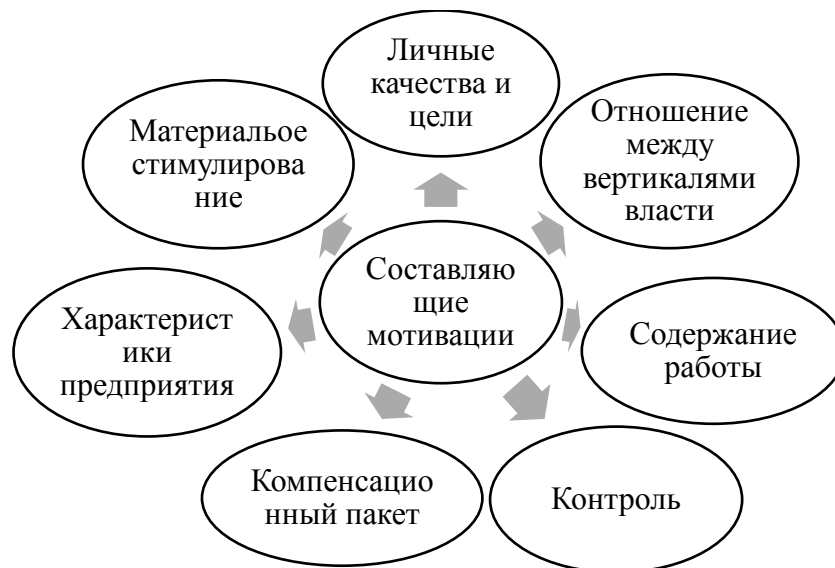 Личные
качества и
цели
Отношение
между
вертикалями
власти
Содержание
работы
Контроль
Компенсацио
нный пакет
Характерист
ики
предприятия
Материальое
стимулирова
ние
Составляю
щие
мотивации